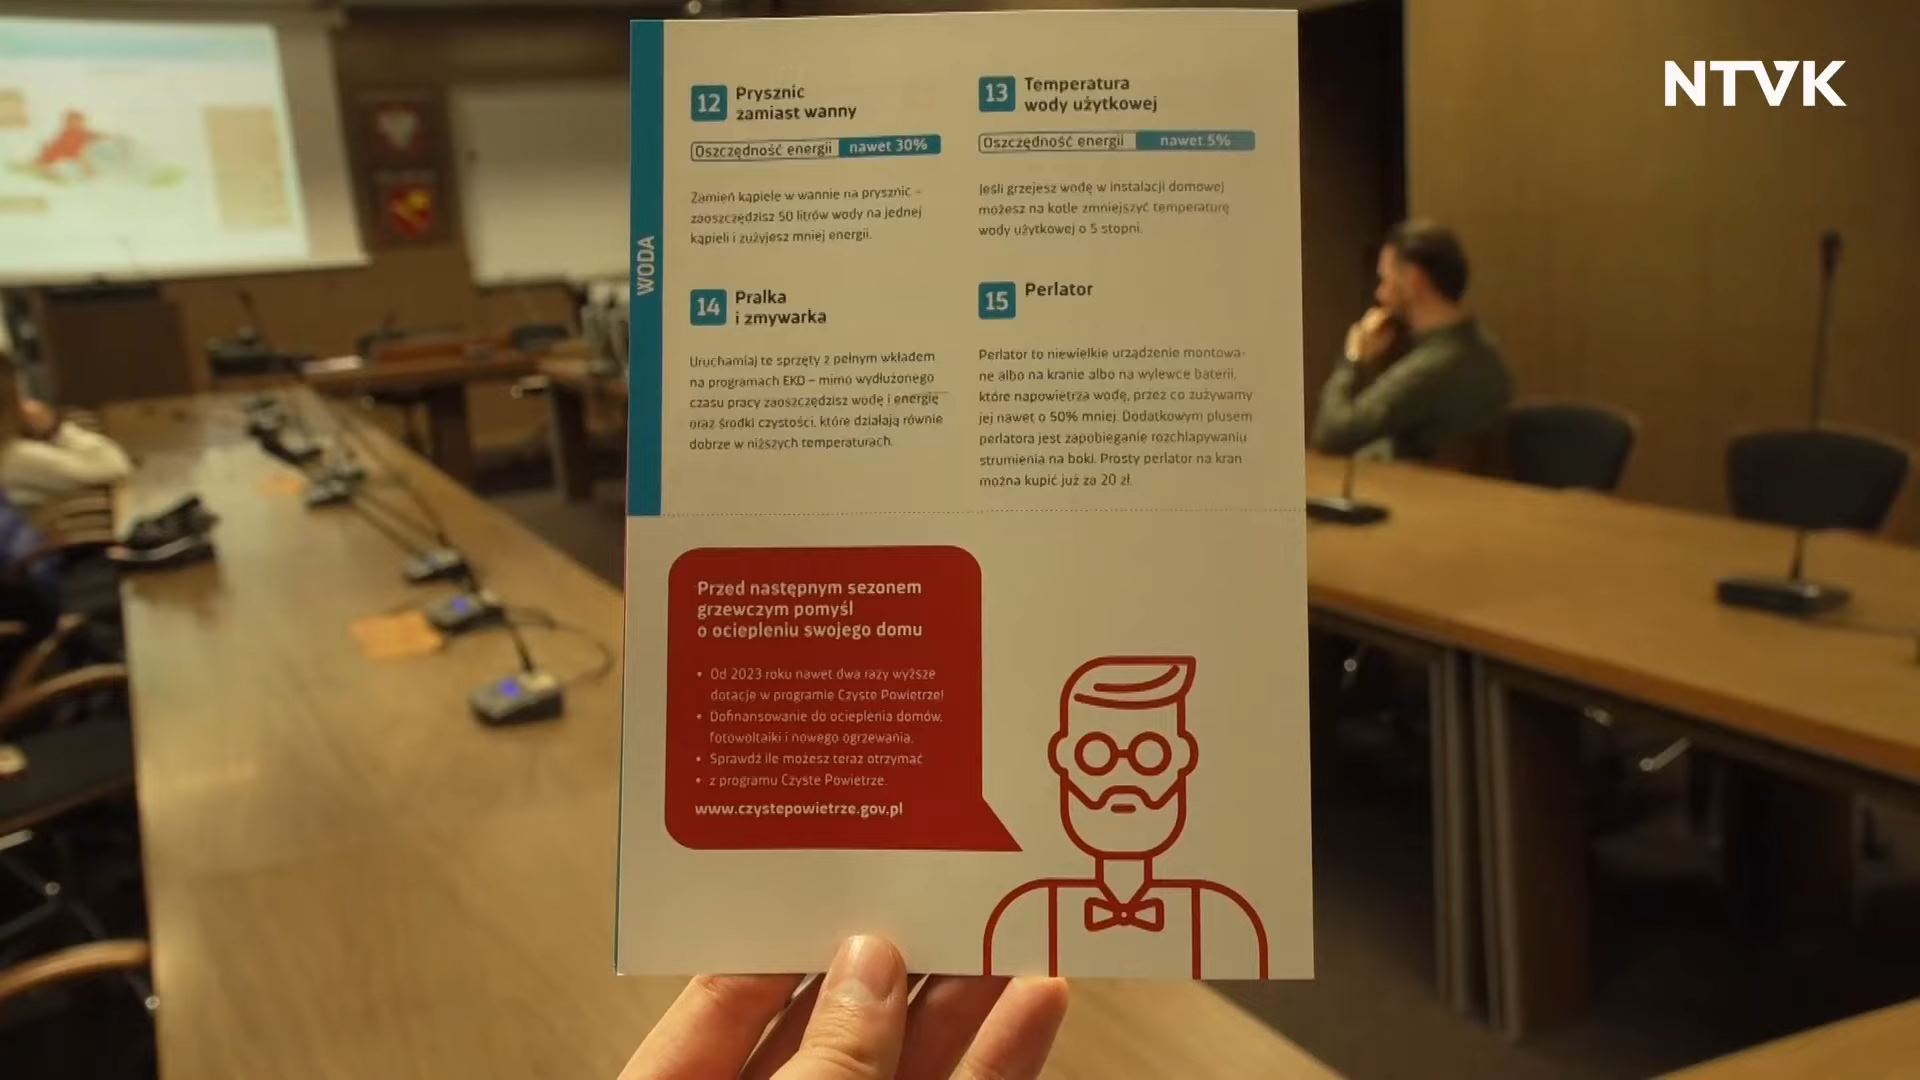 NTVK
WODA
12 Prysznic
zamiast wanny
Oszczędność energii nawet 30%
Zamień kąpiele w wannie na prysznic –
zaoszczędzisz 50 litrów wody na jednej
kąpieli i zużyjesz mniej energii.
13 Temperatura
wody użytkowej
Oszczędność energii nawet 5%
Jeśli grzejesz wodę w instalacji domowej
możesz na kotle zmniejszyć temperaturę
wody użytkowej o 5 stopni.
14 Pralka
i zmywarka
Uruchamiaj te sprzęty z pełnym wkładem
na programach EKO – mimo wydłużonego
czasu pracy zaoszczędzisz wodę i energię
oraz środki czystości, które działają równie
dobrze w niższych temperaturach.
15 Perlator
Perlator to niewielkie urządzenie montowa-
ne albo na kranie albo na wylewce baterii,
które napowietrza wodę, przez co zużywamy
jej nawet o 50% mniej. Dodatkowym plusem
perlatora jest zapobieganie rozchlapywaniu
strumienia na boki. Prosty perlator na kran
można kupić już za 20 zł.
Przed następnym sezonem
grzewczym pomyśl
o ociepleniu swojego domu
• Od 2023 roku nawet dwa razy wyższe
dotacje w programie Czyste Powietrze!
• Dofinansowanie do ocieplenia domów,
fotowoltaiki i nowego ogrzewania.
• Sprawdź ile możesz teraz otrzymać
• z programu Czyste Powietrze.
www.czystepowietrze.gov.pl